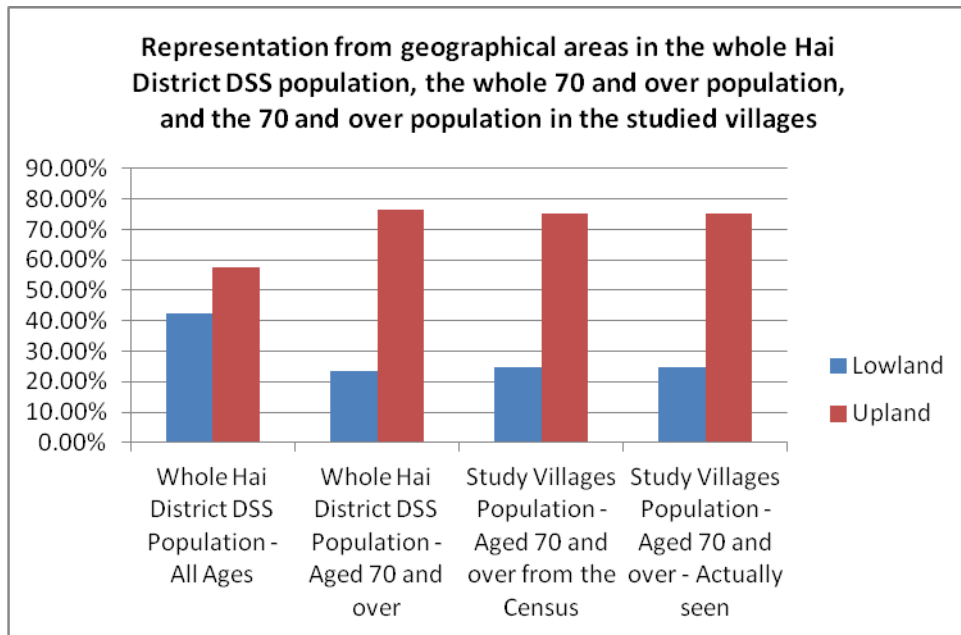 Representation from geographical areas in the whole Hai
District DSS population, the whole 70 and over population,
and the 70 and over population in the studied villages
90.00%
80.00%
70.00%
60.00%
50.00%
40.00%
30.00%
20.00%
10.00%
0.00%
Whole Hai
District DSS
Population -
All Ages
Whole Hai
District DSS
Population -
Aged 70 and
over
Study Villages
Population -
Aged 70 and
over from the
Census
Study Villages
Population -
Aged 70 and
over - Actually
seen
Lowland
Upland